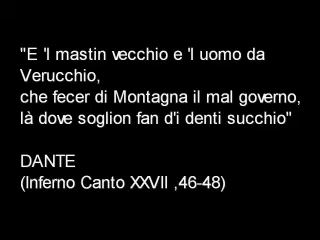 "E 'l mastin vecchio e 'l uomo da
Verucchio,
che fecer di Montagna il mal governo,
là dove soglion fan d'i denti succhio"
DANTE
(Inferno Canto XXVII ,46-48)